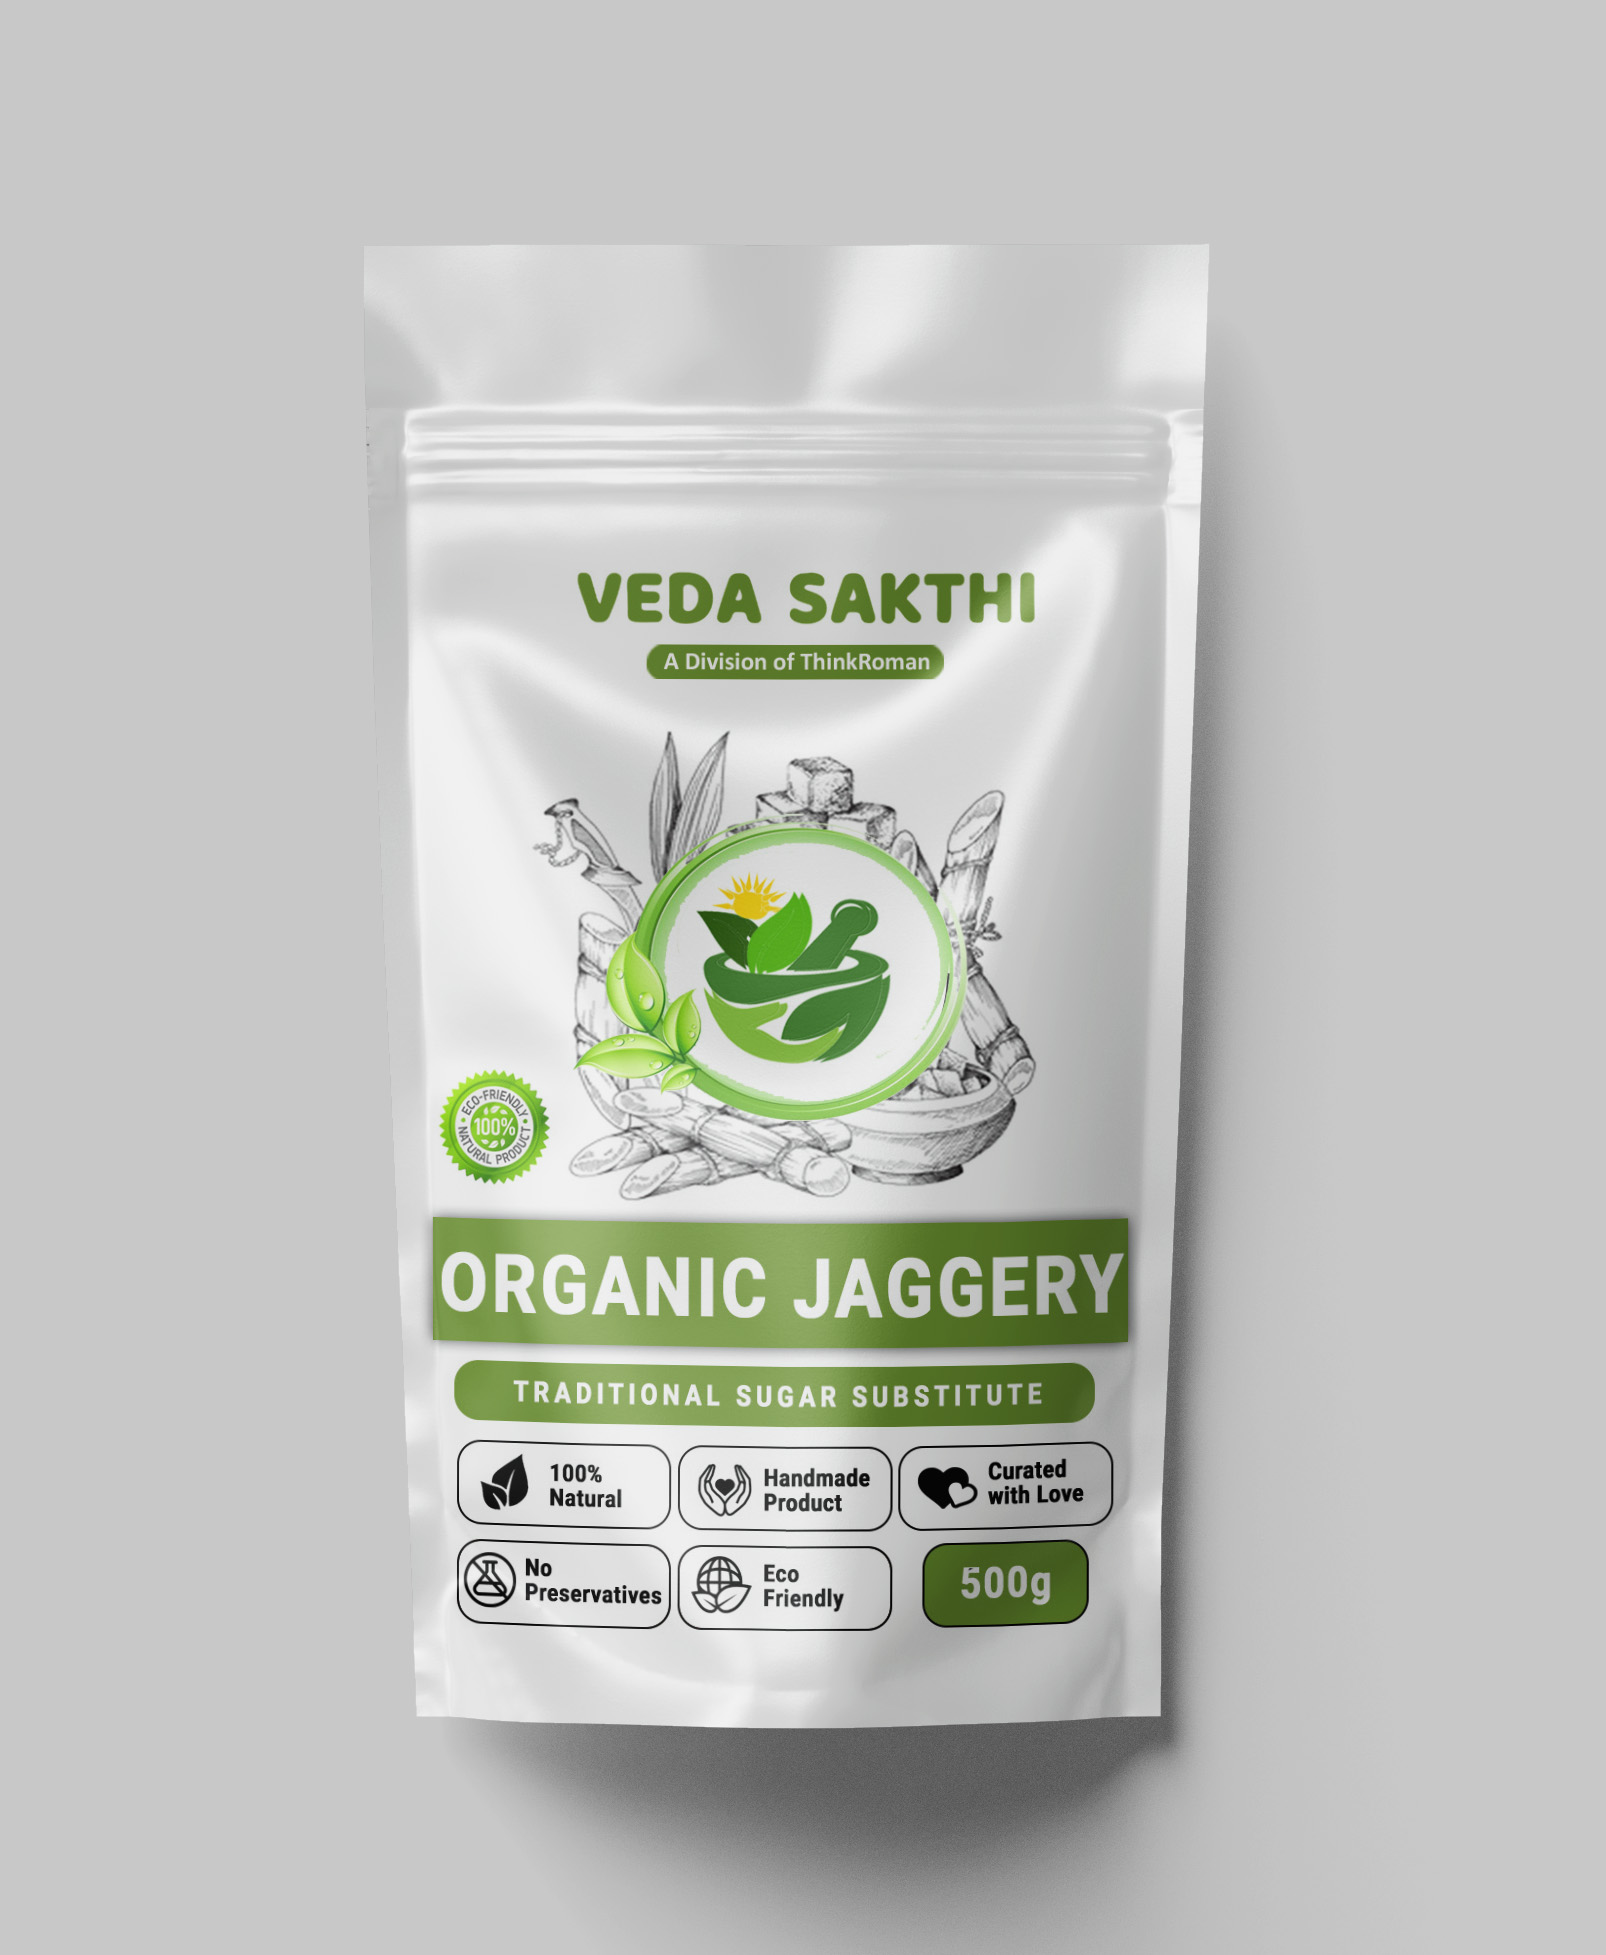 VEDA SAKTHI
A Division of ThinkRoman
ECO-FRIENDLY
100%
NATURAL PRODUCT
ORGANIC JAGGERY
TRADITIONAL SUGAR SUBSTITUTE
100%
Natural
Handmade
Product
Curated
with Love
No
Preservatives
Eco
Friendly
500g